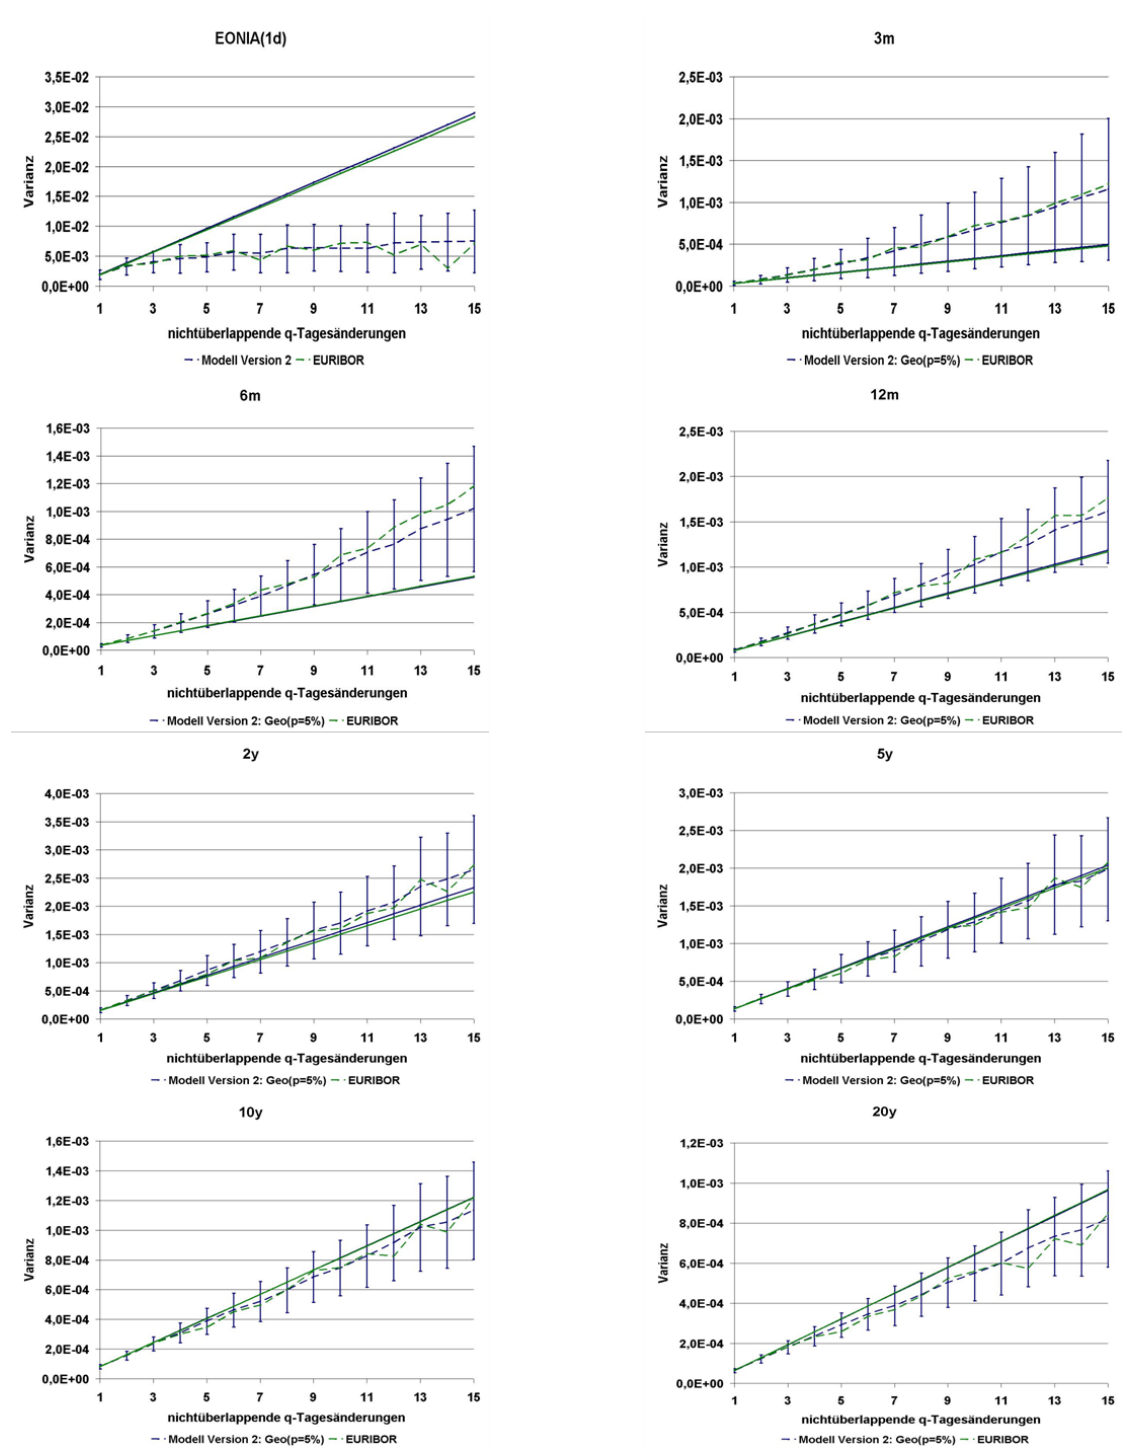 EONIA(1d)
3,5E-02
3,0E-02
2,5E-02
2,0E-02
1,5E-02
1,0E-02
5,0E-03
0,0E+00
Varianz
1 3 5 7 9 11 13 15
nichtüberlappende q-Tagesänderungen
Modell Version 2 EURIBOR
3m
2,5E-03
2,0E-03
1,5E-03
1,0E-03
5,0E-04
0,0E+00
Varianz
1 3 5 7 9 11 13 15
nichtüberlappende q-Tagesänderungen
Modell Version 2: Geo(p=5%) EURIBOR
6m
1,6E-03
1,4E-03
1,2E-03
1,0E-03
8,0E-04
6,0E-04
4,0E-04
2,0E-04
0,0E+00
Varianz
1 3 5 7 9 11 13 15
nichtüberlappende q-Tagesänderungen
Modell Version 2: Geo(p=5%) EURIBOR
12m
2,5E-03
2,0E-03
1,5E-03
1,0E-03
5,0E-04
0,0E+00
Varianz
1 3 5 7 9 11 13 15
nichtüberlappende q-Tagesänderungen
Modell Version 2: Geo(p=5%) EURIBOR
2y
4,0E-03
3,5E-03
3,0E-03
2,5E-03
2,0E-03
1,5E-03
1,0E-03
5,0E-04
0,0E+00
Varianz
1 3 5 7 9 11 13 15
nichtüberlappende q-Tagesänderungen
Modell Version 2: Geo(p=5%) EURIBOR
5y
3,0E-03
2,5E-03
2,0E-03
1,5E-03
1,0E-03
5,0E-04
0,0E+00
Varianz
1 3 5 7 9 11 13 15
nichtüberlappende q-Tagesänderungen
Modell Version 2: Geo(p=5%) EURIBOR
10y
1,6E-03
1,4E-03
1,2E-03
1,0E-03
8,0E-04
6,0E-04
4,0E-04
2,0E-04
0,0E+00
Varianz
1 3 5 7 9 11 13 15
nichtüberlappende q-Tagesänderungen
Modell Version 2: Geo(p=5%) EURIBOR
20y
1,2E-03
1,0E-03
8,0E-04
6,0E-04
4,0E-04
2,0E-04
0,0E+00
Varianz
1 3 5 7 9 11 13 15
nichtüberlappende q-Tagesänderungen
Modell Version 2: Geo(p=5%) EURIBOR